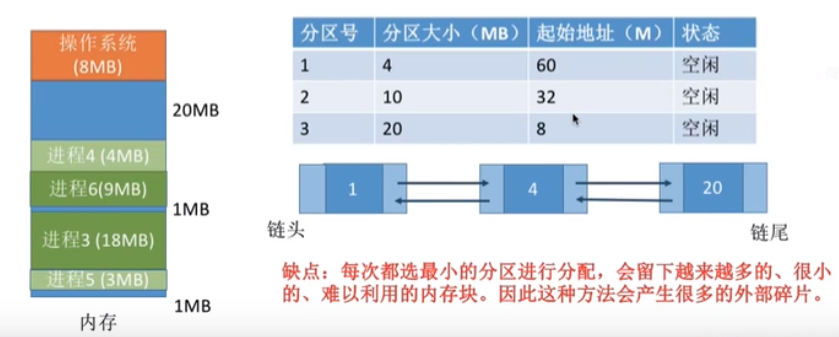 操作系统
(8MB)
20MB
进程4 (4MB)
进程6(9MB)
1MB
进程3 (18MB)
进程5 (3MB)
1MB
内存
分区号 分区大小（MB） 起始地址（M） 状态
1 4 60 空闲
2 10 32 空闲
3 20 8 空闲
1 4 20
链头 链尾
缺点：每次都选最小的分区进行分配，会留下越来越多的、很小
的、难以利用的内存块。因此这种方法会产生很多的外部碎片。